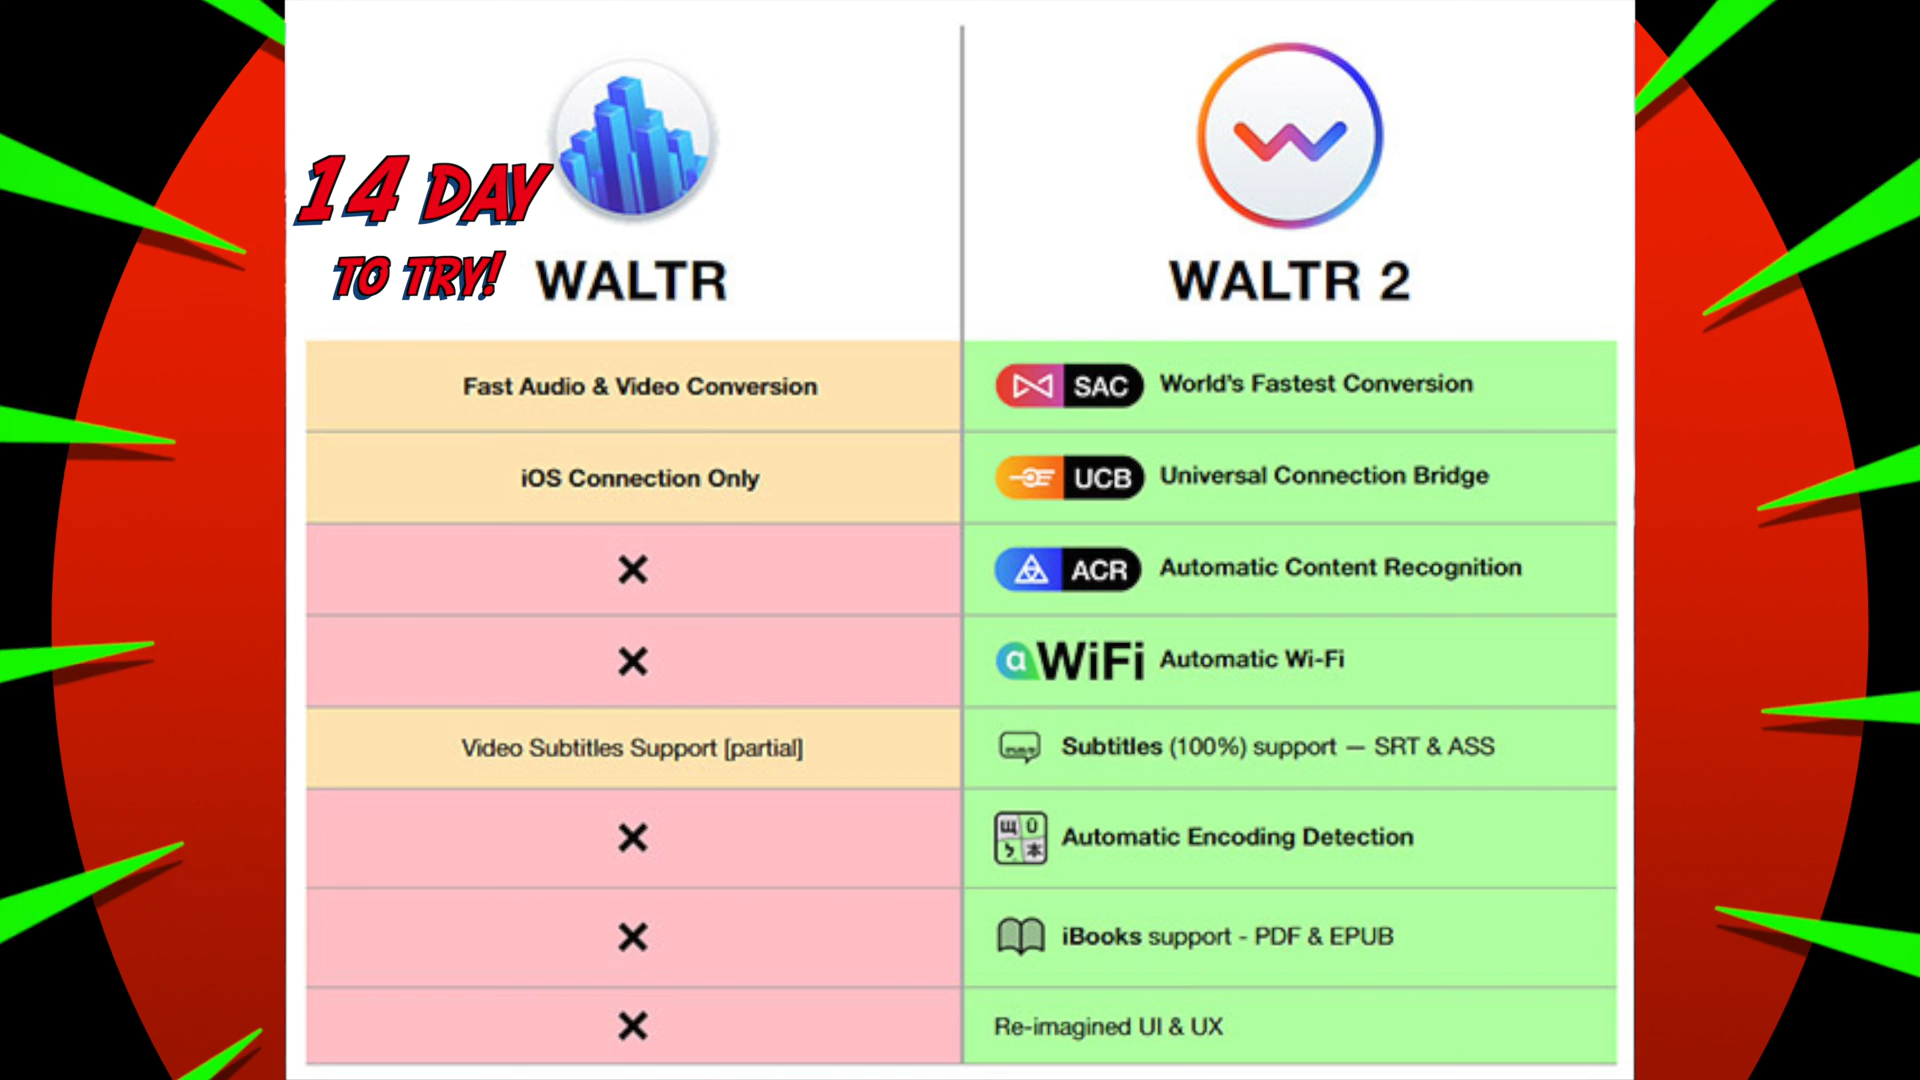 14 DAY
TO TRY!
WALTR
WALTR 2
Fast Audio & Video Conversion
SAC World's Fastest Conversion
iOS Connection Only
UCB Universal Connection Bridge
ACR Automatic Content Recognition
aWiFi Automatic Wi-Fi
Video Subtitles Support [partial]
Subtitles (100%) support — SRT & ASS
Automatic Encoding Detection
iBooks support - PDF & EPUB
Re-imagined UI & UX